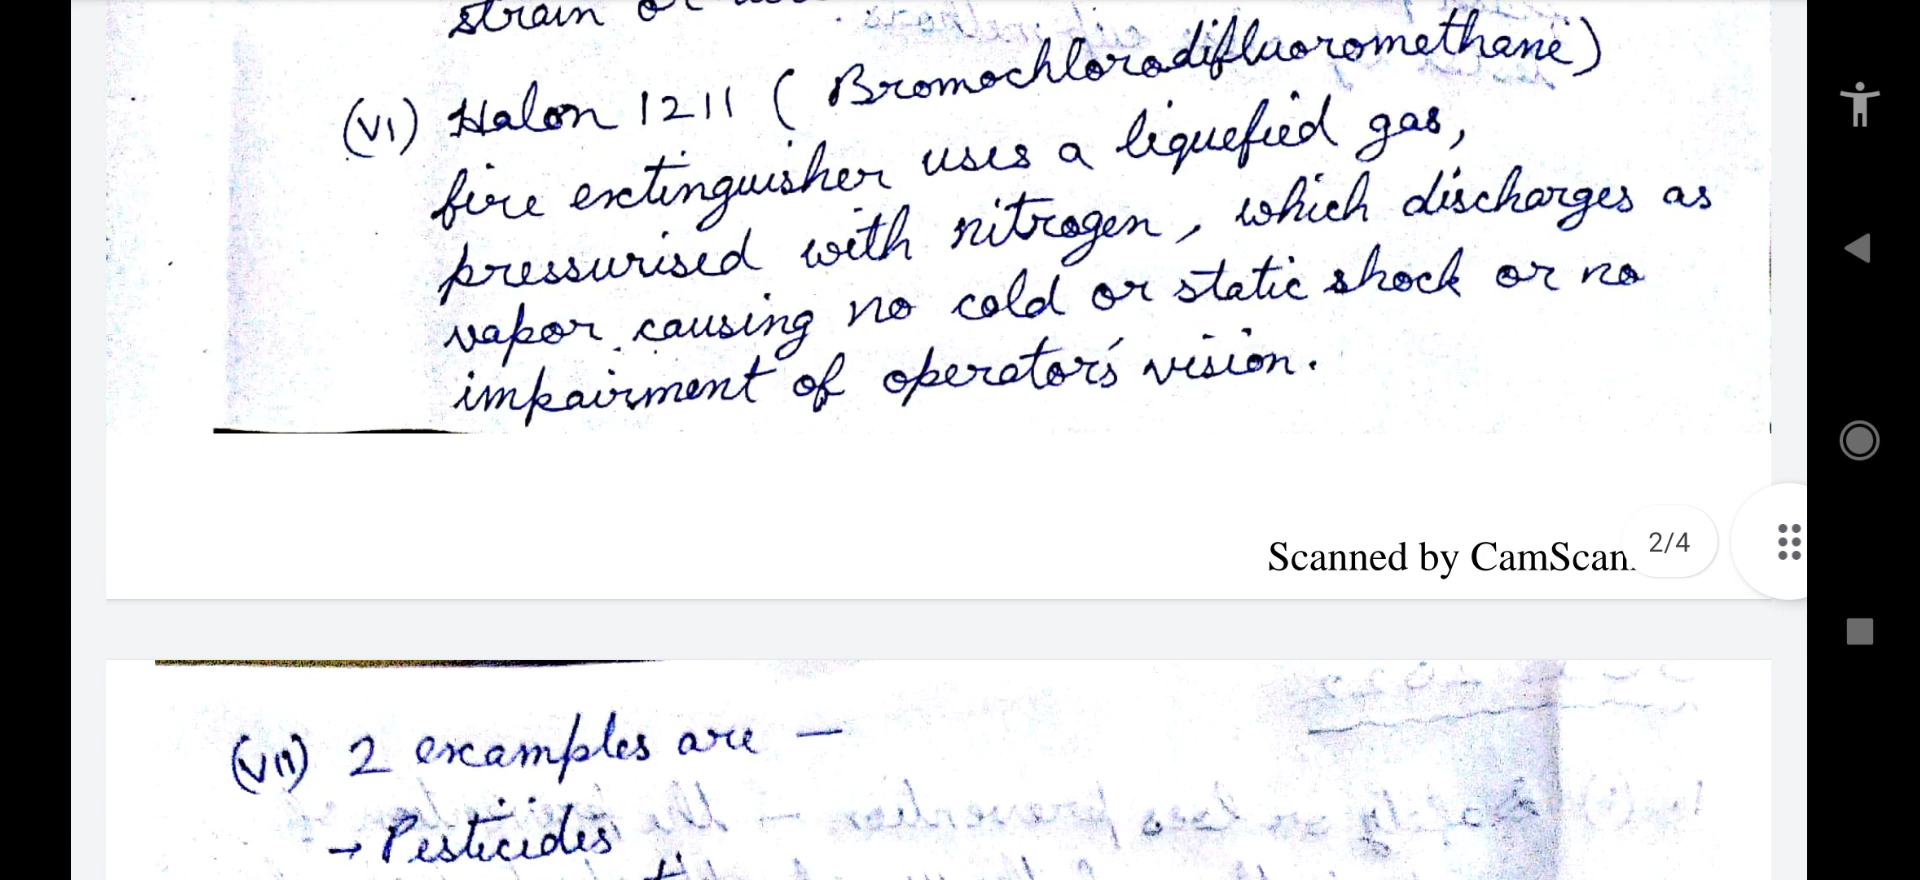 strain or
(VI) Halon 1211 ( Bromochlorodifluoromethane)
fire extinguisher uses a liquefied gas,
pressurised with nitrogen, which discharges as
vapor causing no cold or static shock or no
impairment of operator's vision.
Scanned by CamScan
2/4
(VII) 2 examples are —
→ Pesticides